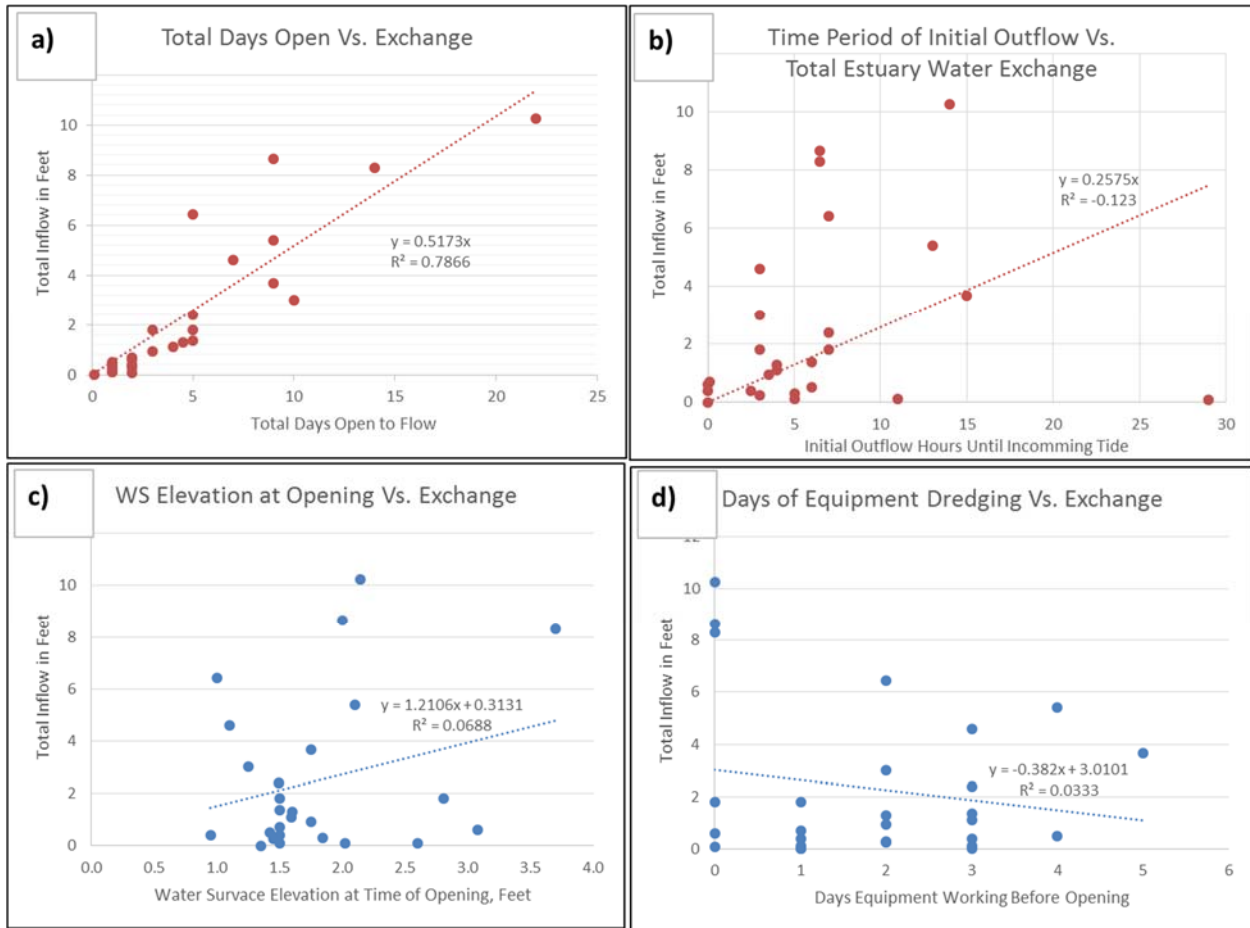 a)
Total Days Open Vs. Exchange
Total Inflow in Feet
10
8
6
4
2
0
y = 0.5173x
R² = 0.7866
0
5
10
15
20
25
Total Days Open to Flow
b)
Time Period of Initial Outflow Vs.
Total Estuary Water Exchange
Total Inflow in Feet
10
8
6
4
2
0
y = 0.2575x
R² = -0.123
0
5
10
15
20
25
30
Initial Outflow Hours Until Incomming Tide
c)
WS Elevation at Opening Vs. Exchange
Total Inflow in Feet
10
8
6
4
2
0
y = 1.2106x + 0.3131
R² = 0.0688
0.0
1.0
1.5
2.0
2.5
3.0
3.5
4.0
Water Survace Elevation at Time of Opening, Feet
d)
Days of Equipment Dredging Vs. Exchange
Total Inflow in Feet
12
10
8
6
4
2
0
y = -0.382x + 3.0101
R² = 0.0333
0
1
2
3
4
5
6
Days Equipment Working Before Opening